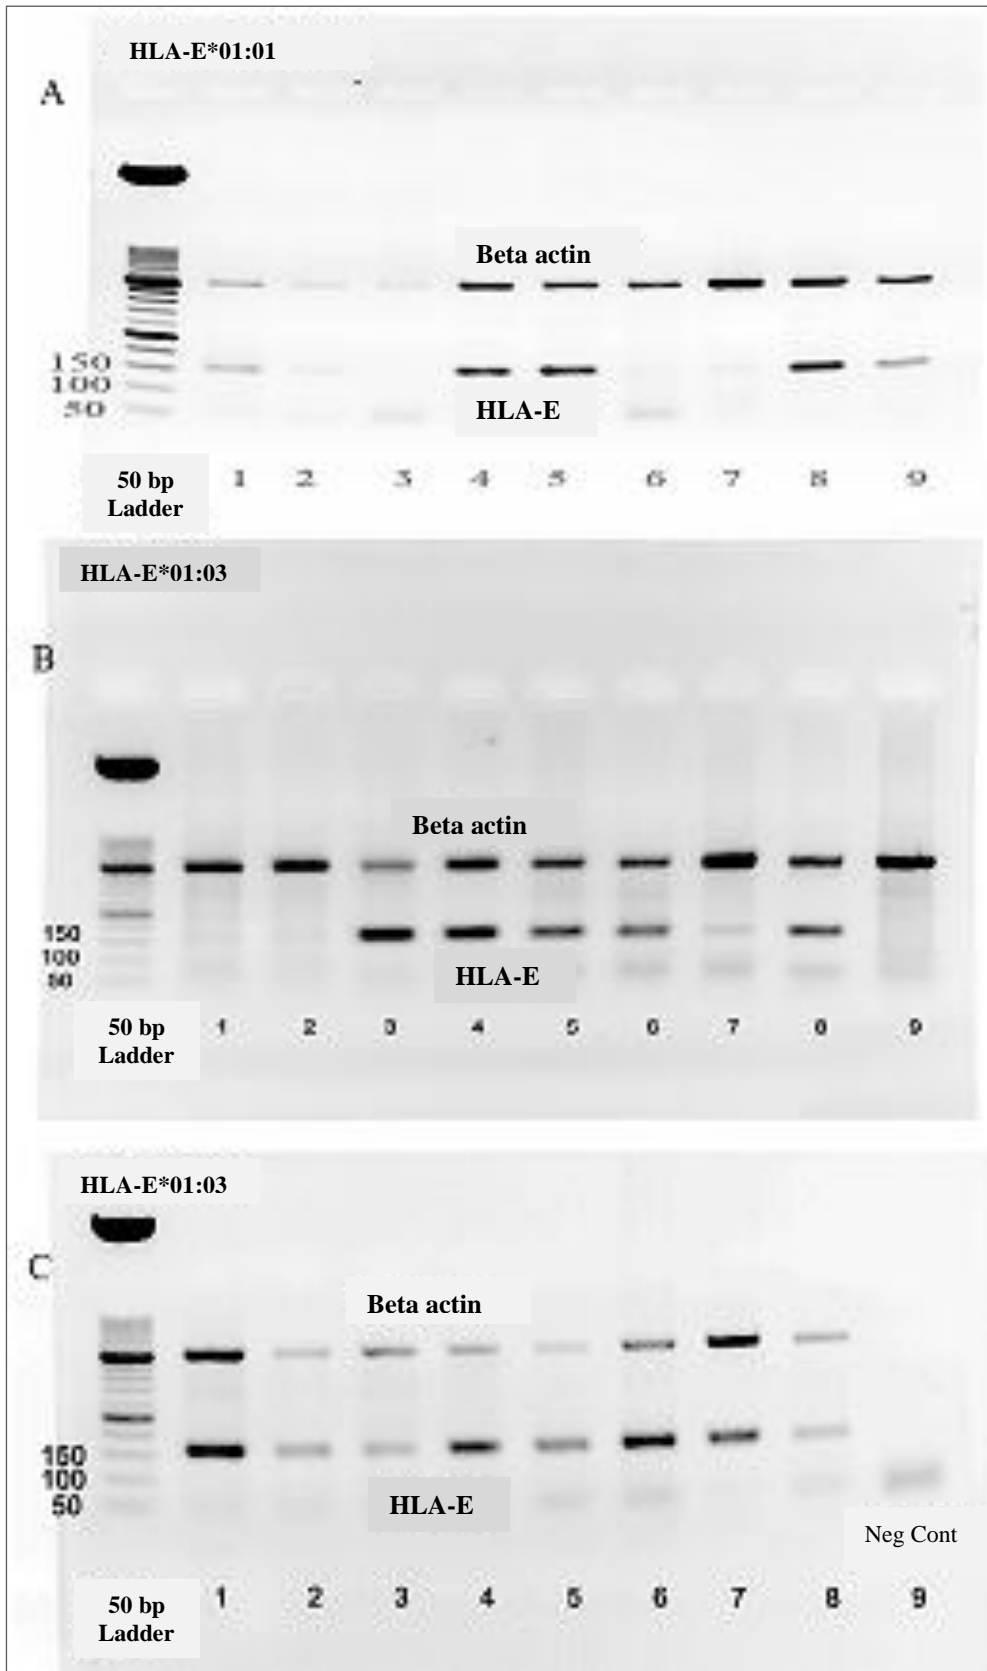 HLA-E*01:01
A
Beta actin
150
100
50
HLA-E
50 bp
Ladder
1 2 3 4 5 6 7 8 9
HLA-E*01:03
B
Beta actin
150
100
50
HLA-E
50 bp
Ladder
1 2 3 4 5 6 7 8 9
HLA-E*01:03
C
Beta actin
150
100
50
HLA-E
Neg Cont
50 bp
Ladder
1 2 3 4 5 6 7 8 9